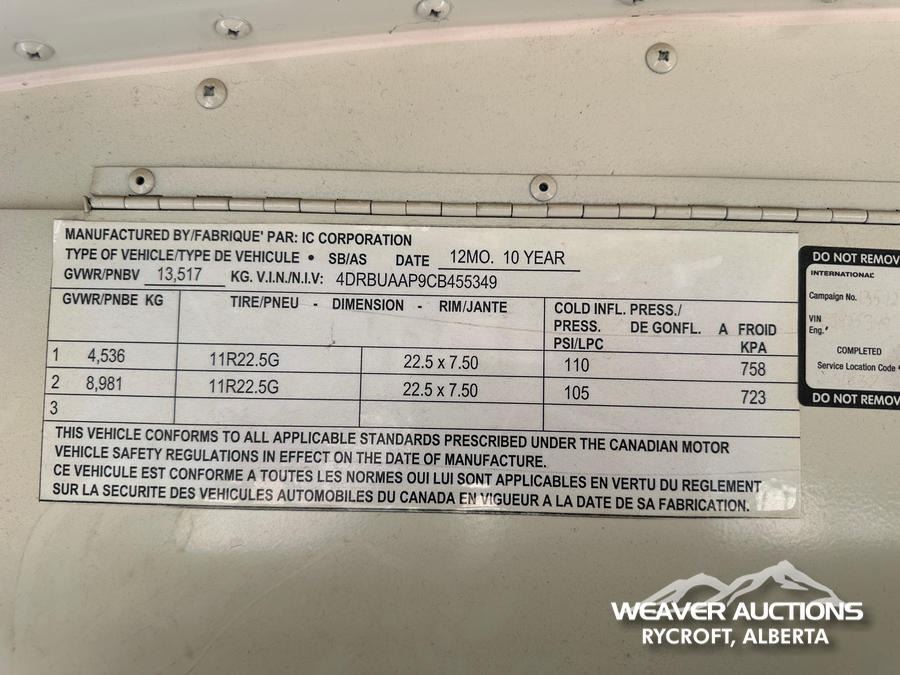 MANUFACTURED BY/FABRIQUE' PAR: IC CORPORATION
TYPE OF VEHICLE/TYPE DE VEHICULE • SB/AS DATE 12MO. 10 YEAR
GVWR/PNBV 13,517 KG. V.I.N./N.I.V: 4DRBUAAP9CB455349
GVWR/PNBE KG TIRE/PNEU - DIMENSION - RIM/JANTE COLD INFL. PRESS./
PRESS. DE GONFL. A FROID
PSI/LPC KPA
1 4,536 11R22.5G 22.5 x 7.50 110 758
2 8,981 11R22.5G 22.5 x 7.50 105 723
3
THIS VEHICLE CONFORMS TO ALL APPLICABLE STANDARDS PRESCRIBED UNDER THE CANADIAN MOTOR
VEHICLE SAFETY REGULATIONS IN EFFECT ON THE DATE OF MANUFACTURE.
CE VEHICULE EST CONFORME A TOUTES LES NORMES OUI LUI SONT APPLICABLES EN VERTU DU REGLEMENT
SUR LA SECURITE DES VEHICULES AUTOMOBILES DU CANADA EN VIGUEUR A LA DATE DE SA FABRICATION.
DO NOT REMOV
INTERNATIONAL
Campaign No.
VIN
Eng.#
COMPLETED
Service Location Code #
DO NOT REMOV
WEAVER AUCTIONS
RYCROFT, ALBERTA